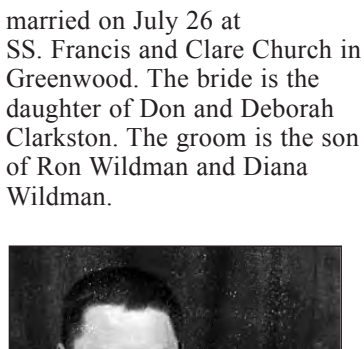 married on July 26 at
SS. Francis and Clare Church in
Greenwood. The bride is the
daughter of Don and Deborah
Clarkston. The groom is the son
of Ron Wildman and Diana
Wildman.